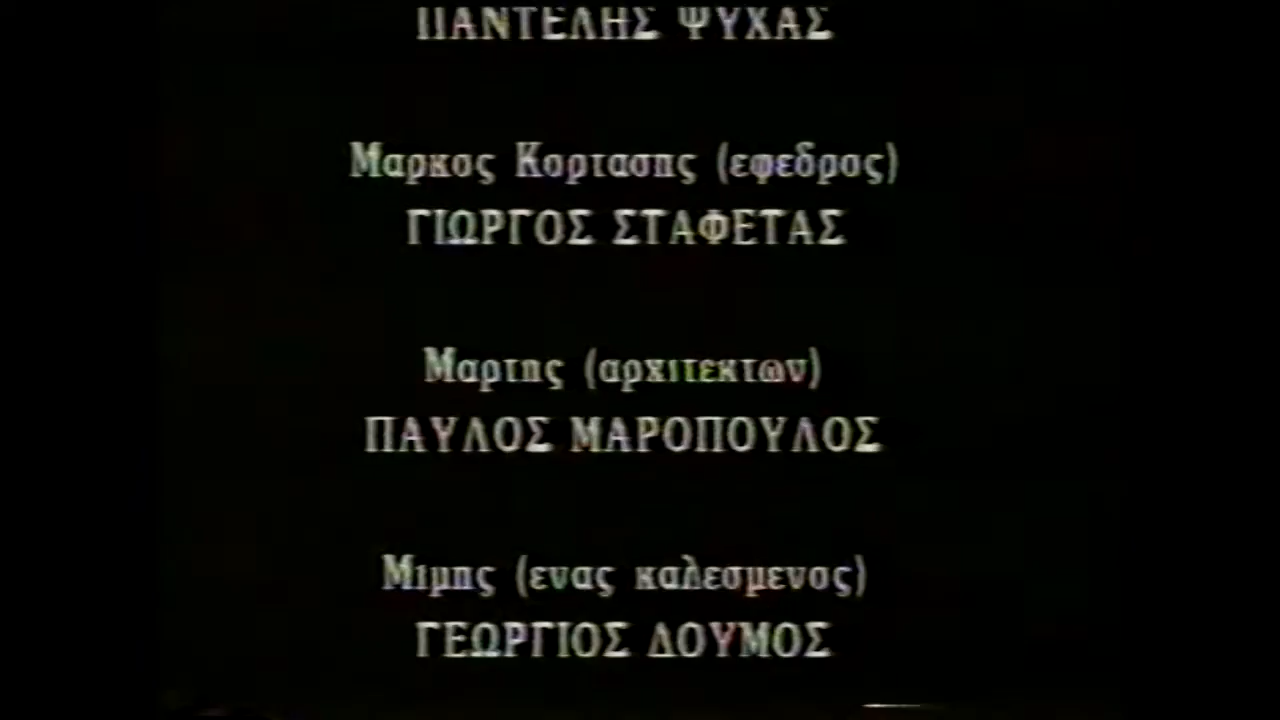 ΠΑΝΤΕΛΗΣ ΨΥΧΑΣ
Μαρκος Κορτασης (εφεδρος)
ΓΙΩΡΓΟΣ ΣΤΑΦΕΤΑΣ
Μαρτης (αρχιτεκτων)
ΠΑΥΛΟΣ ΜΑΡΟΠΟΥΛΟΣ
Μιμης (ενας καλεσμενος)
ΓΕΩΡΓΙΟΣ ΔΟΥΜΟΣ